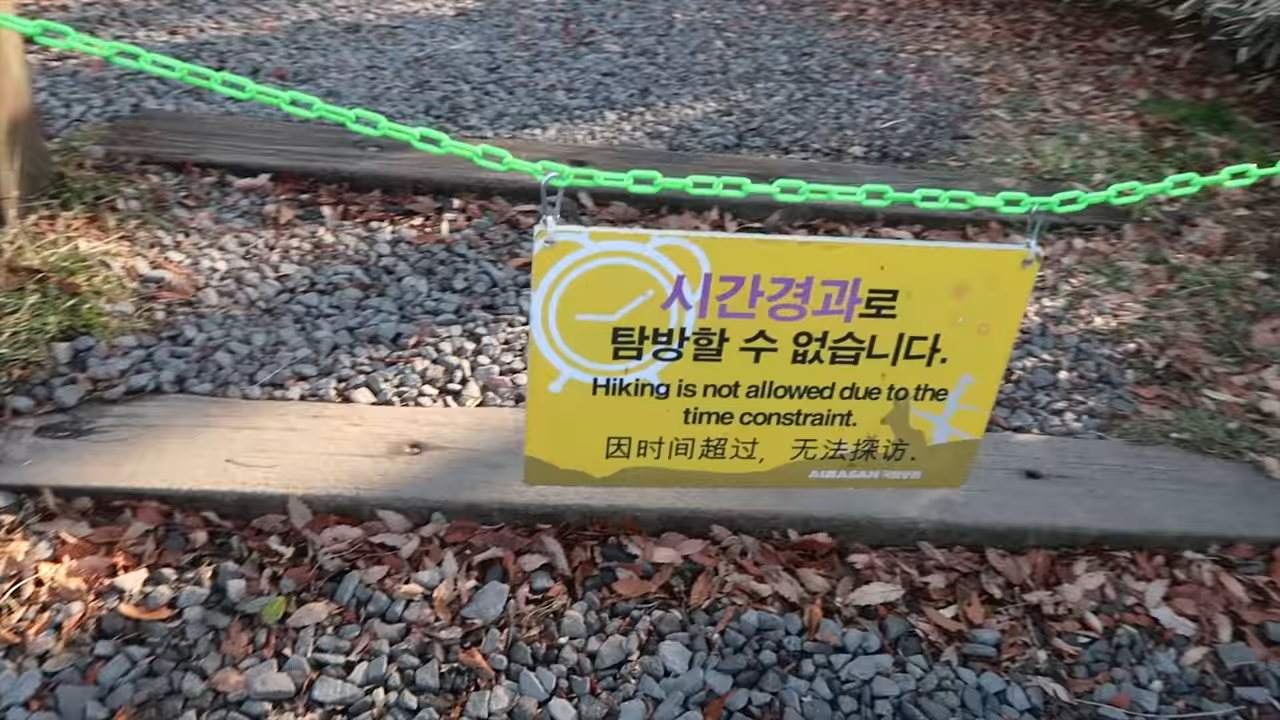 시간경과로
탐방할 수 없습니다.
Hiking is not allowed due to the
time constraint.
因时间超过, 无法探访.